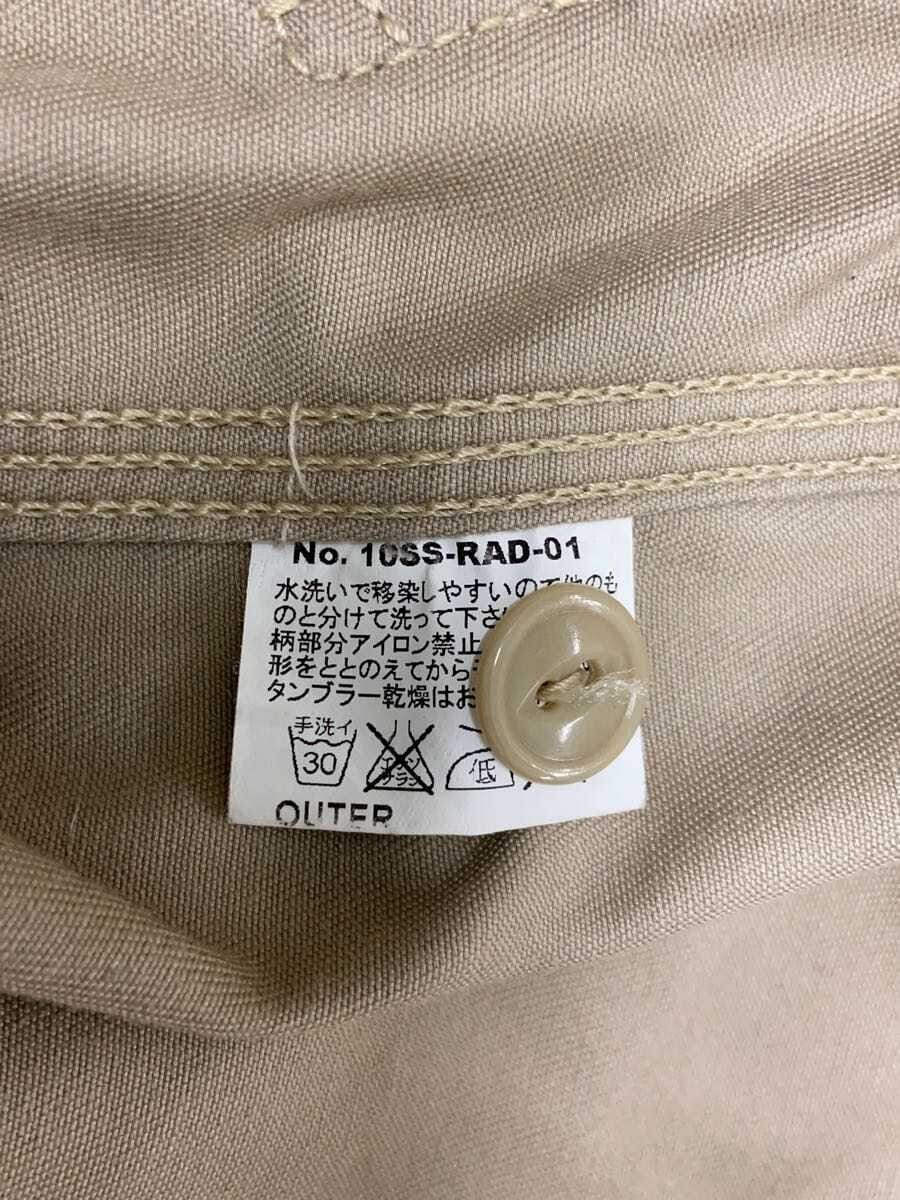 No. 10SS-RAD-01
水洗いで移染しやすいので他のも
のと分けて洗って下さ
柄部分アイロン禁止
形をととのえてから
タンブラー乾燥はお
手洗イ
30
低
OUTER